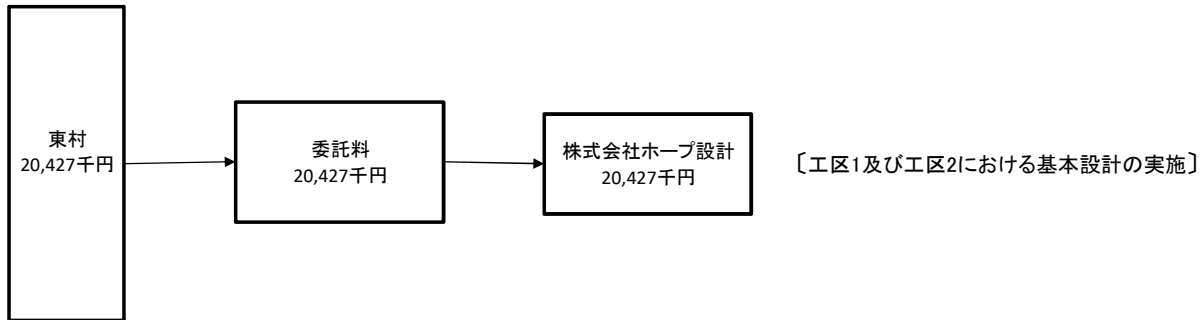 東村
20,427千円
委託料
20,427千円
株式会社ホープ設計
20,427千円
〔工区1及び工区2における基本設計の実施〕